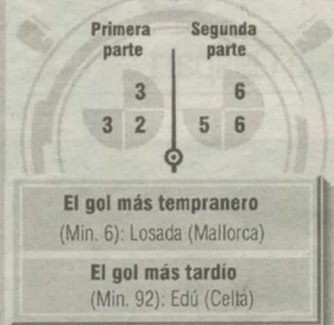 Primera Segunda
parte parte
3 6
3 2 5 6
El gol más tempranero
(Min. 6): Losada (Mallorca)
El gol más tardío
(Min. 92): Edú (Celta)